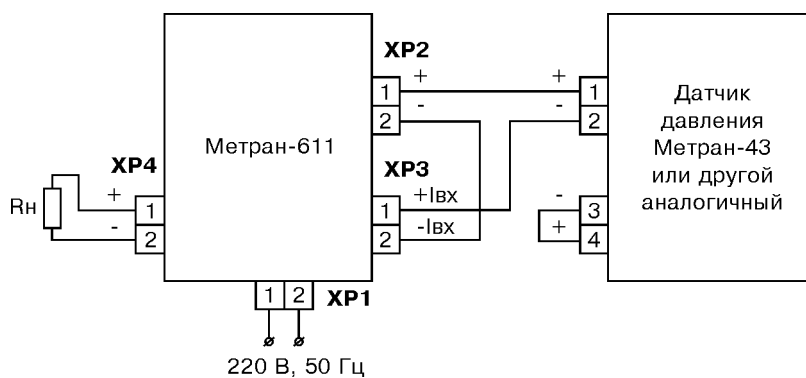 XP2
+
+
1
1
-
-
2
2
Метран-611
Датчик
давления
Метран-43
или другой
аналогичный
XP4
XP3
Rн
+
1
-
2
+Iвх
1
-Iвх
2
-
3
+
4
1
2
XP1
220 В, 50 Гц